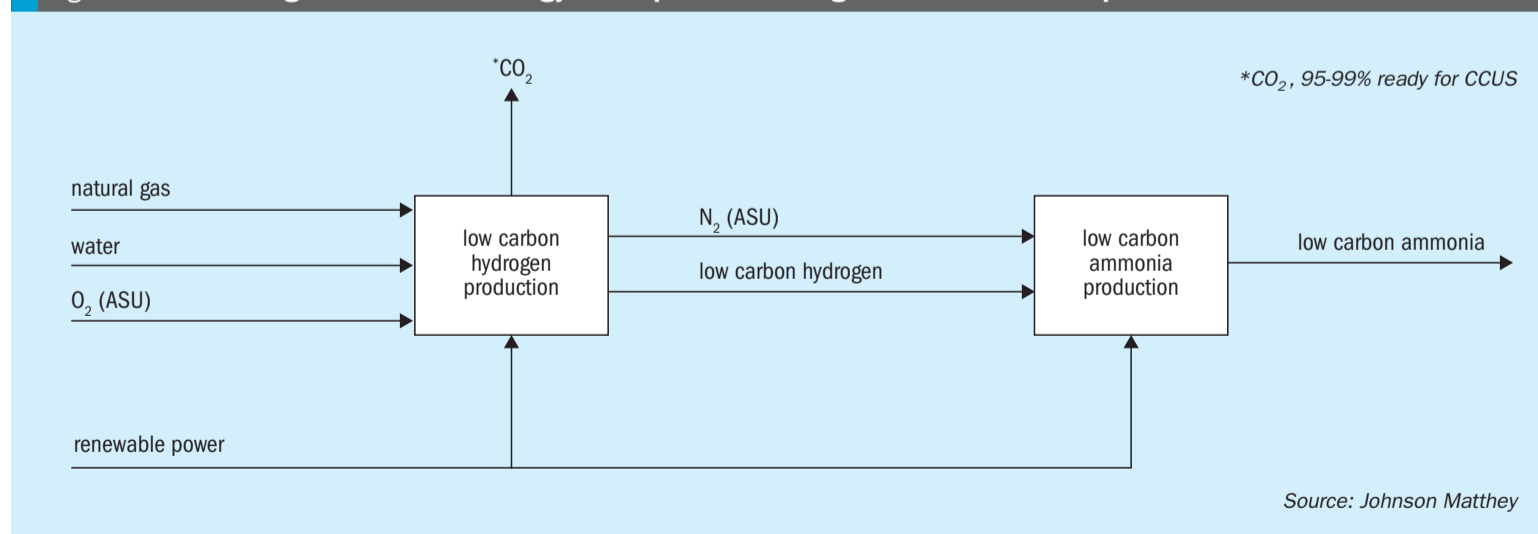 *CO₂
*CO₂, 95-99% ready for CCUS
natural gas
water
O₂ (ASU)
low carbon
hydrogen
production
N₂ (ASU)
low carbon hydrogen
low carbon
ammonia
production
low carbon ammonia
renewable power
Source: Johnson Matthey